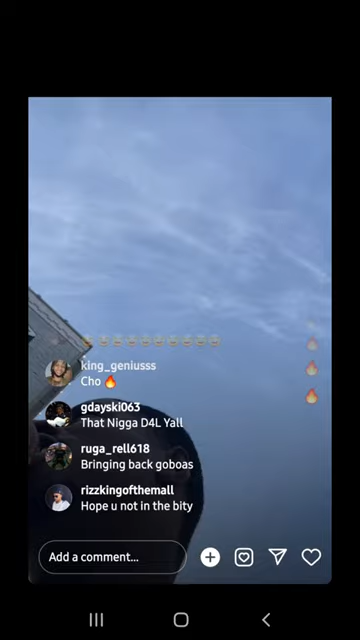 king_geniusss
Cho 🔥
gdayski063
That Nigga D4L Yall
ruga_rell618
Bringing back goboas
rizzkingofthemall
Hope u not in the bity
Add a comment...